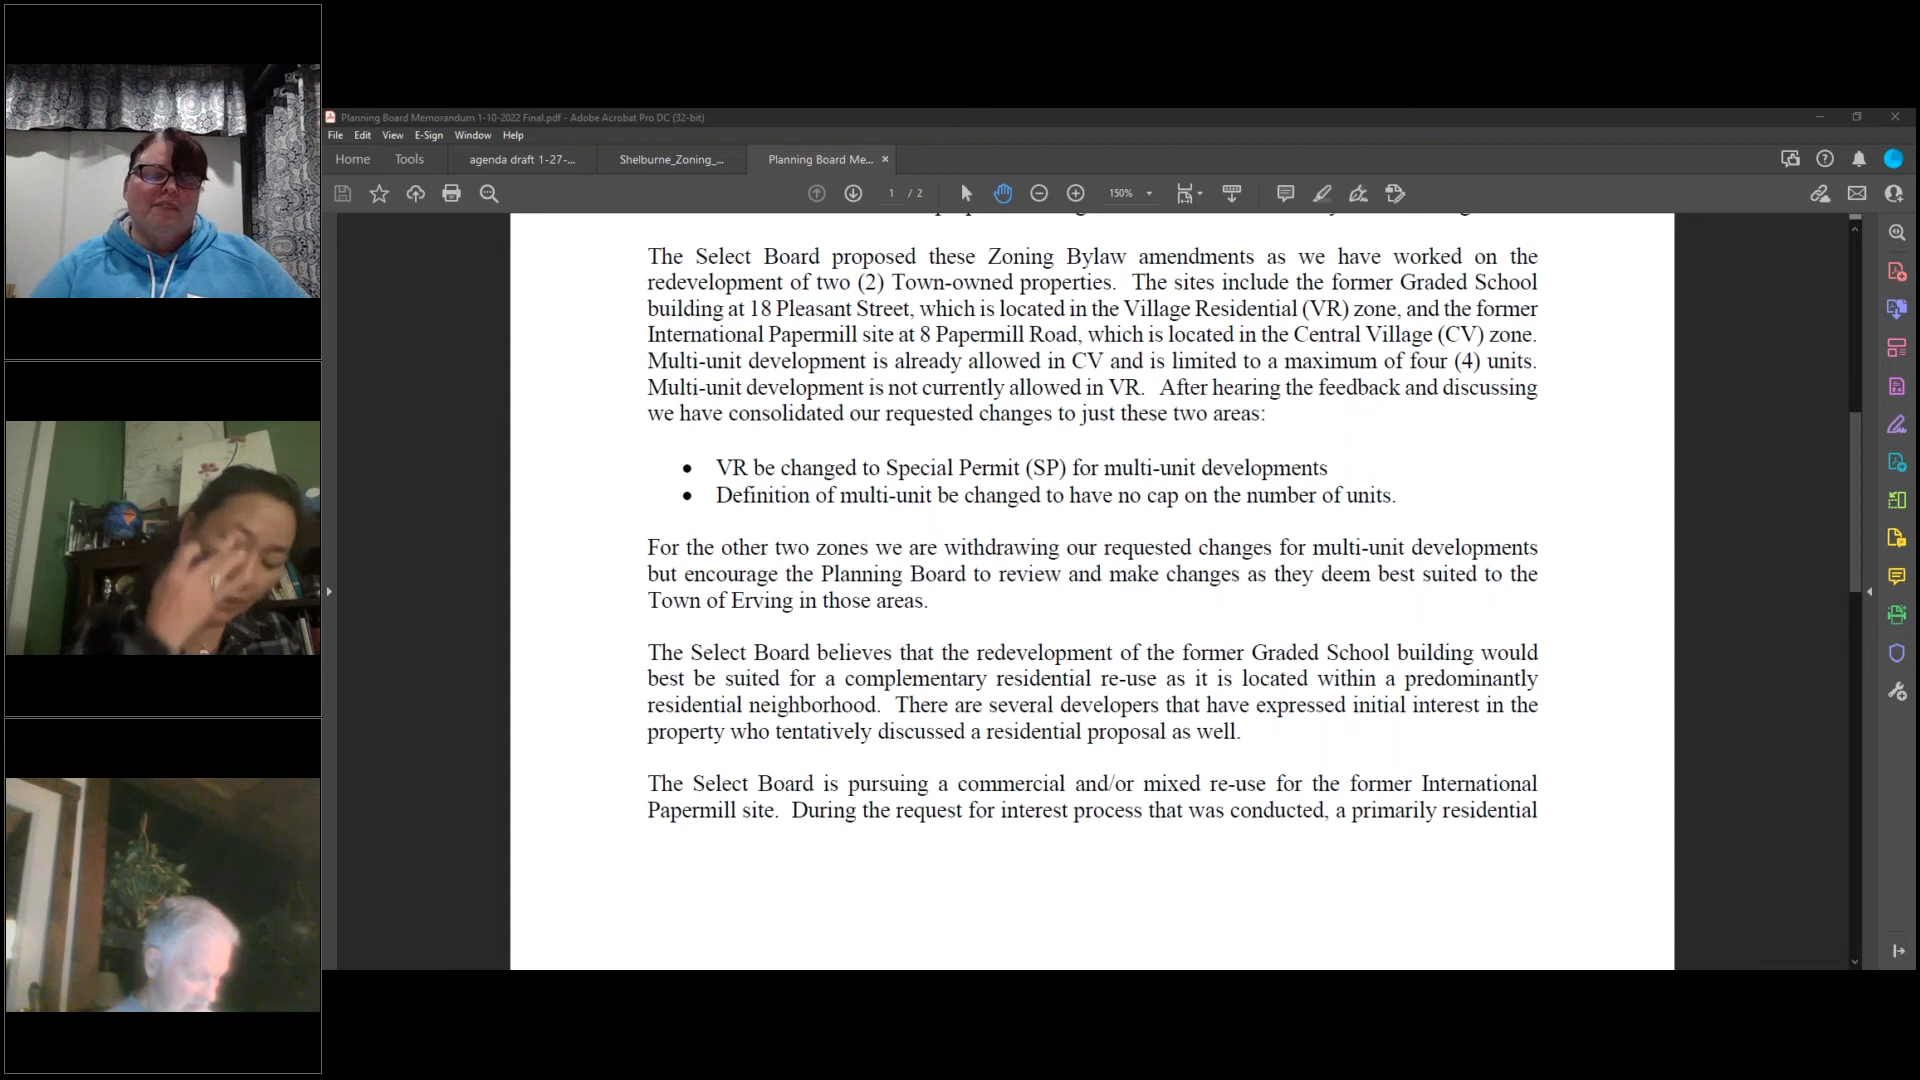 Planning Board Memorandum 1-10-2022 Final.pdf - Adobe Acrobat Pro DC (32-bit)
File Edit View E-Sign Window Help
Home Tools agenda draft 1-27-... Shelburne_Zoning_... Planning Board Me... ×
1 / 2 150%
The Select Board proposed these Zoning Bylaw amendments as we have worked on the
redevelopment of two (2) Town-owned properties. The sites include the former Graded School
building at 18 Pleasant Street, which is located in the Village Residential (VR) zone, and the former
International Papermill site at 8 Papermill Road, which is located in the Central Village (CV) zone.
Multi-unit development is already allowed in CV and is limited to a maximum of four (4) units.
Multi-unit development is not currently allowed in VR. After hearing the feedback and discussing
we have consolidated our requested changes to just these two areas:
• VR be changed to Special Permit (SP) for multi-unit developments
• Definition of multi-unit be changed to have no cap on the number of units.
For the other two zones we are withdrawing our requested changes for multi-unit developments
but encourage the Planning Board to review and make changes as they deem best suited to the
Town of Erving in those areas.
The Select Board believes that the redevelopment of the former Graded School building would
best be suited for a complementary residential re-use as it is located within a predominantly
residential neighborhood. There are several developers that have expressed initial interest in the
property who tentatively discussed a residential proposal as well.
The Select Board is pursuing a commercial and/or mixed re-use for the former International
Papermill site. During the request for interest process that was conducted, a primarily residential